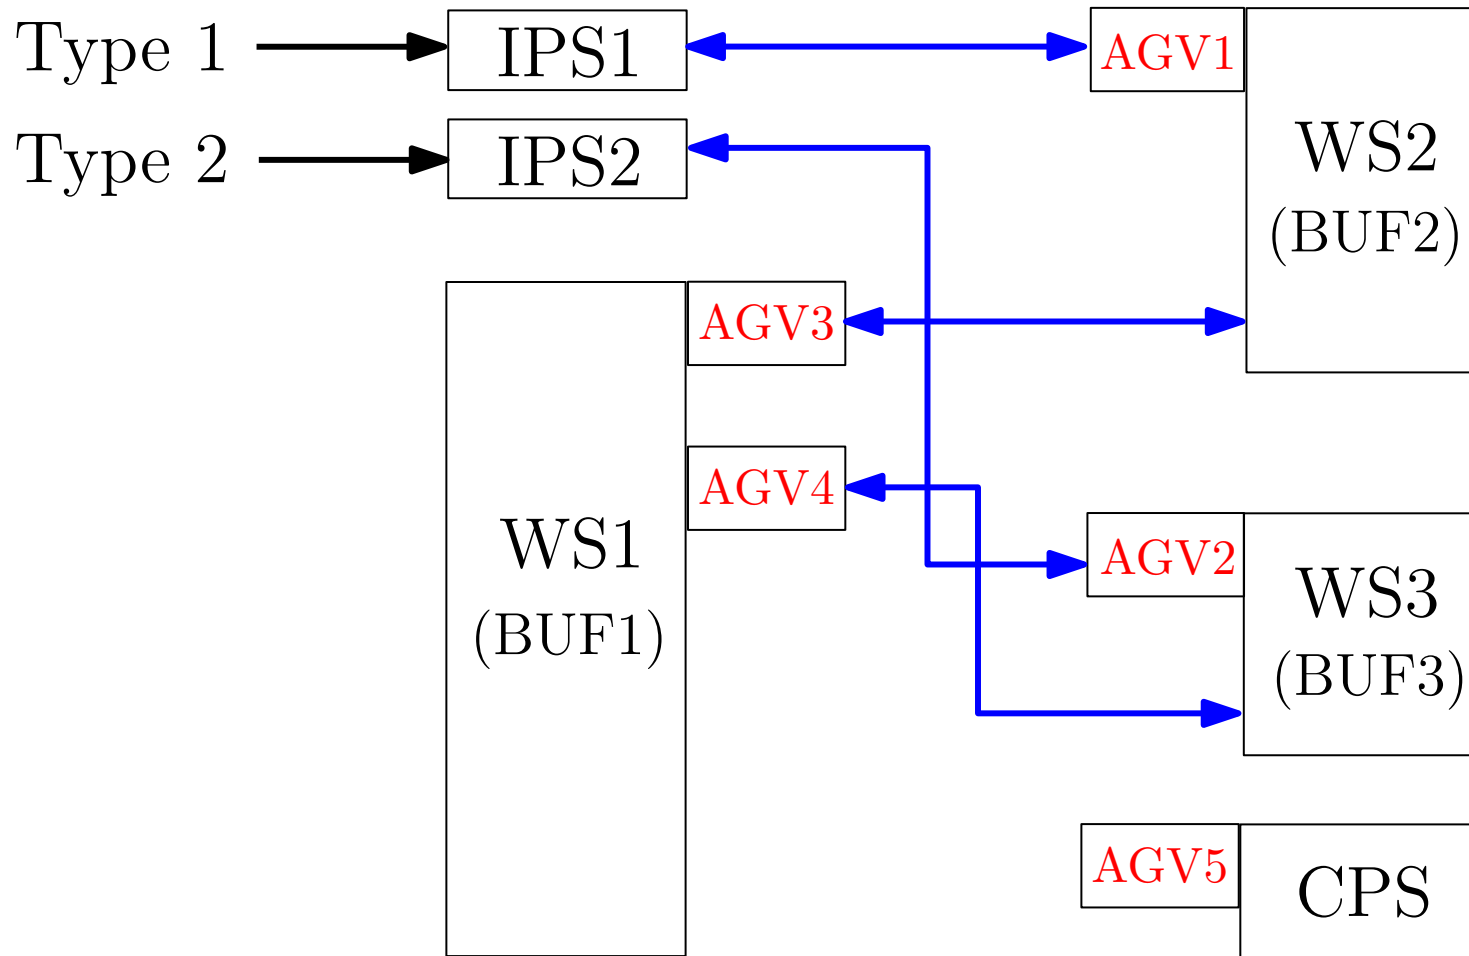 Type 1
IPS1
AGV1
Type 2
IPS2
WS2
(BUF2)
AGV3
AGV4
WS1
(BUF1)
AGV2
WS3
(BUF3)
AGV5
CPS